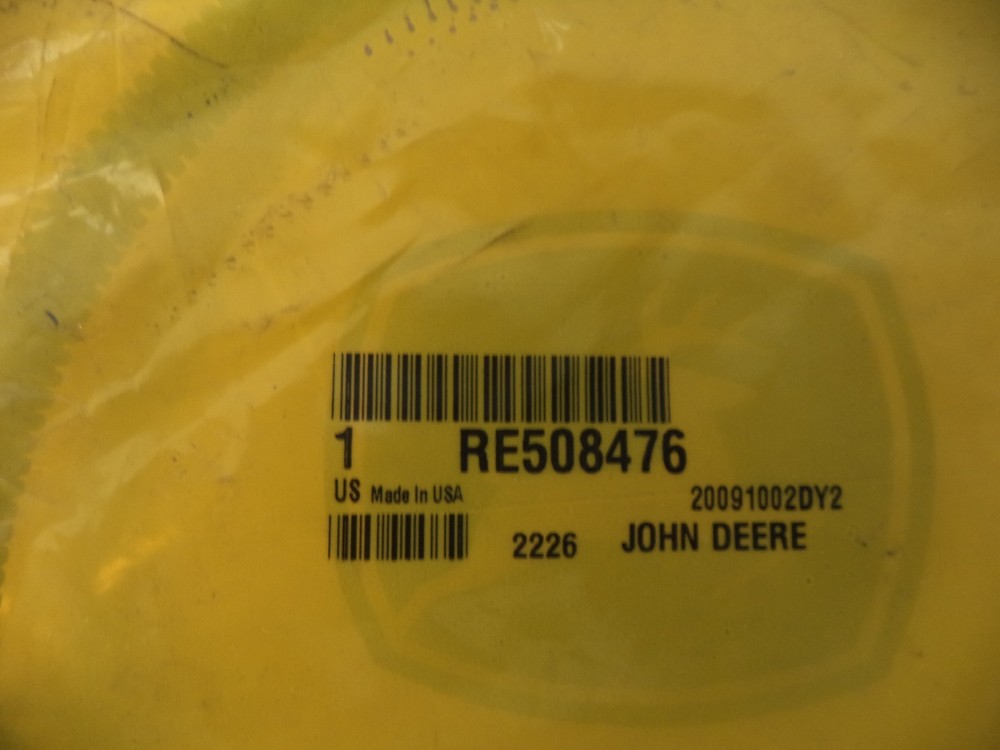 1 RE508476
US Made In USA
20091002DY2
2226 JOHN DEERE